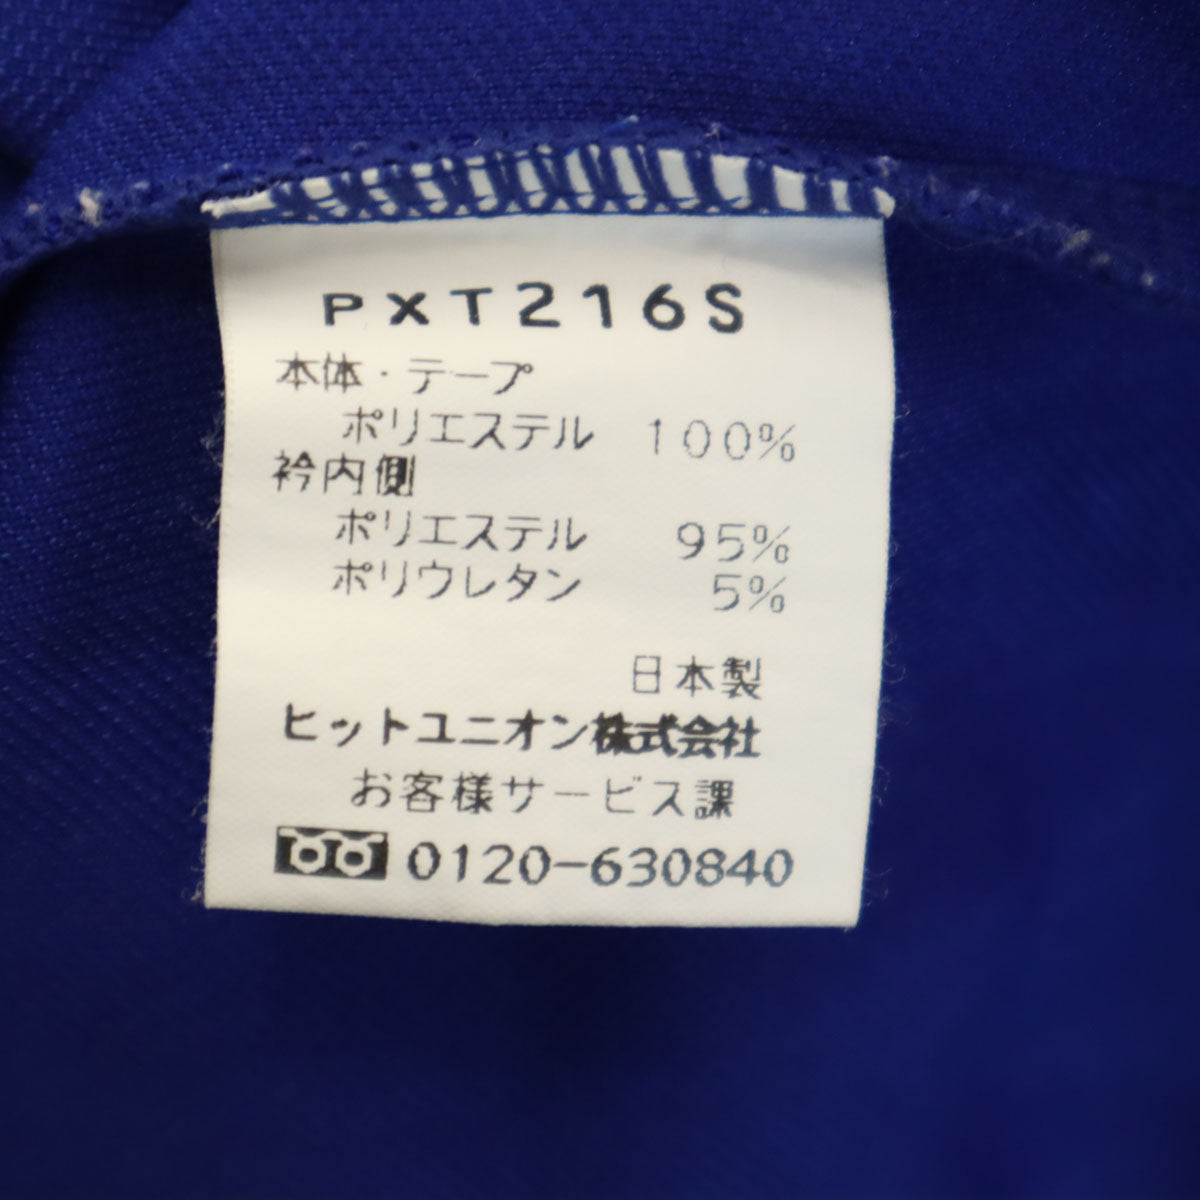 PXT216S
本体・テープ
ポリエステル 100%
衿内側
ポリエステル 95%
ポリウレタン 5%
日本製
ヒットユニオン株式会社
お客様サービス課
0120-630840